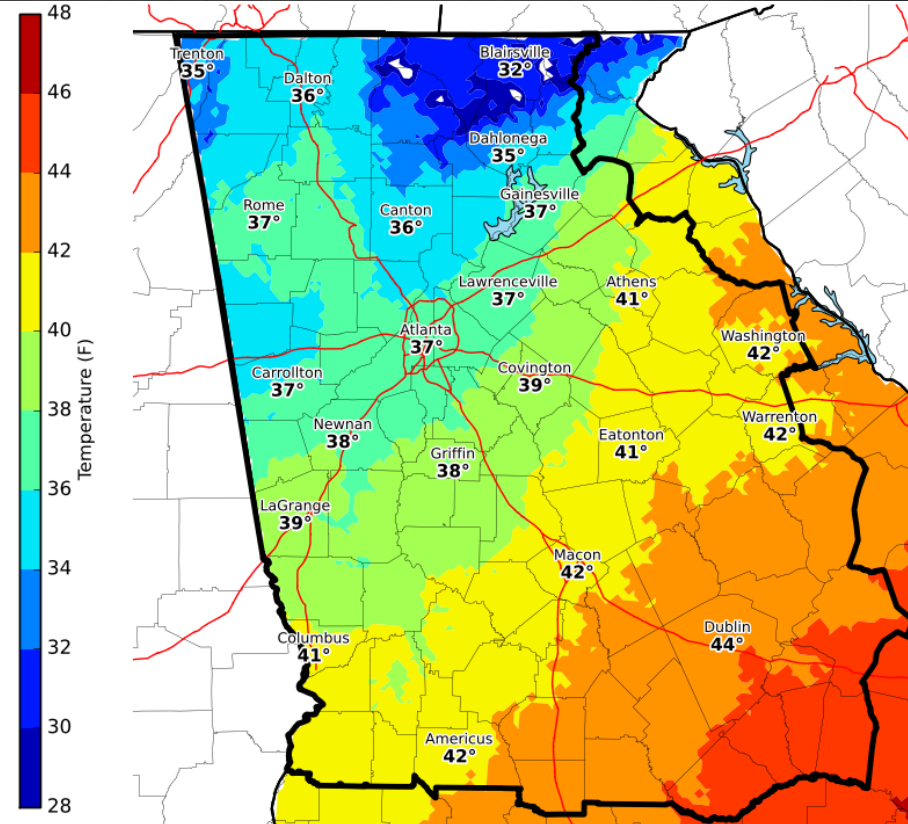 48
46
44
42
40
38
36
34
32
30
28
Temperature (F)
Trenton
35°
Dalton
36°
Blairsville
32°
Dahlonega
35°
Rome
37°
Canton
36°
Gainesville
37°
Lawrenceville
37°
Athens
41°
Atlanta
37°
Washington
42°
Carrollton
37°
Covington
39°
Newnan
38°
Warrenton
42°
Griffin
38°
Eatonton
41°
LaGrange
39°
Macon
42°
Columbus
41°
Dublin
44°
Americus
42°